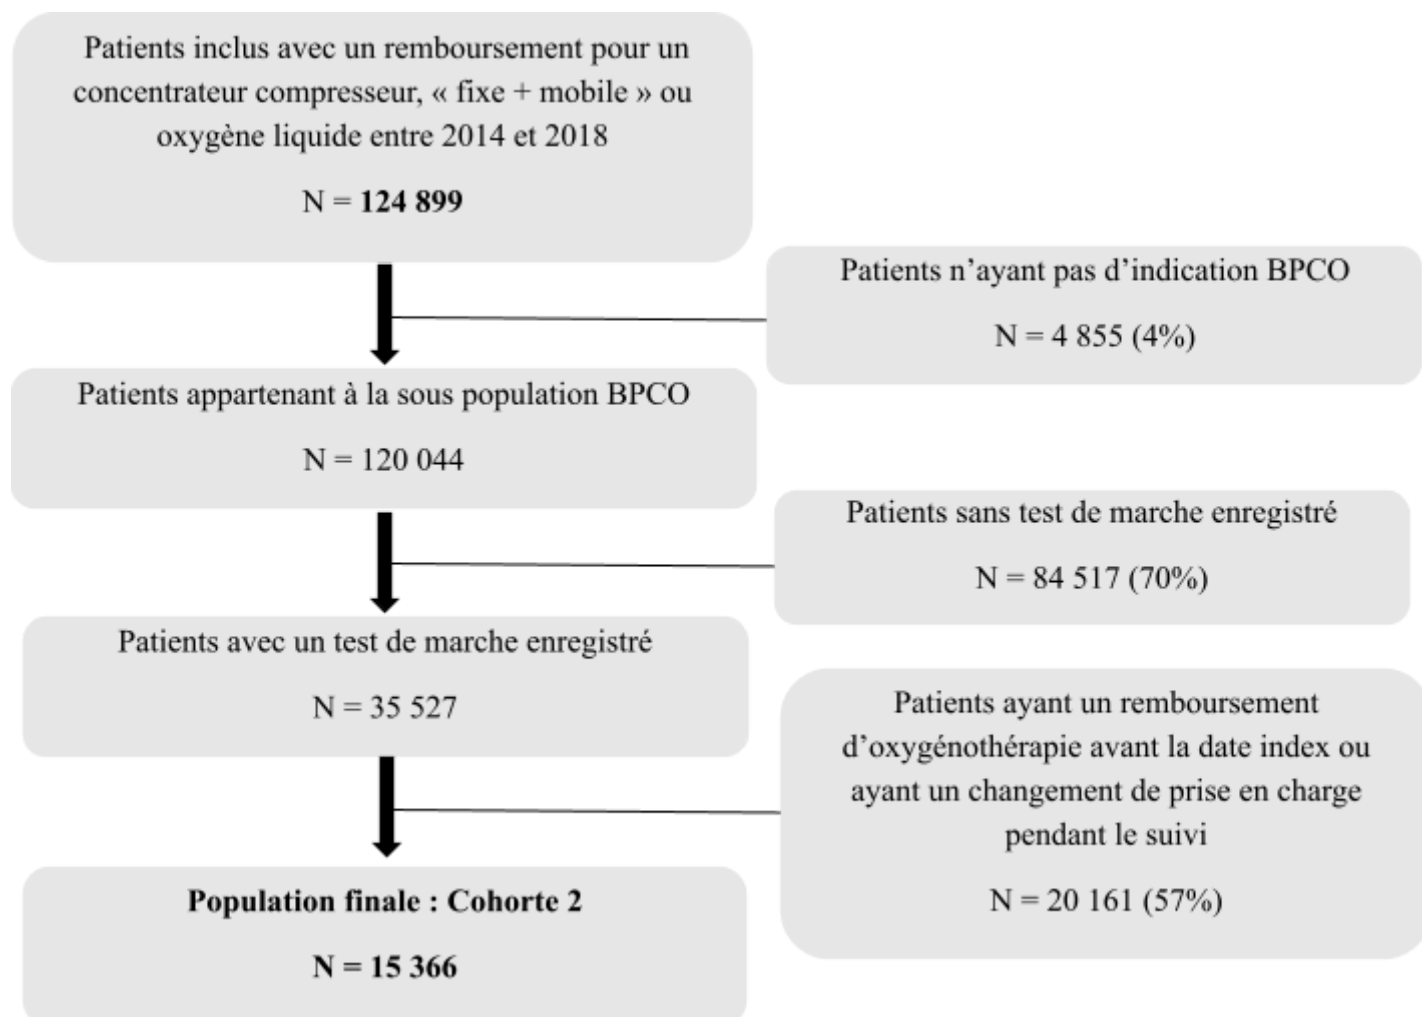 Patients inclus avec un remboursement pour un
concentrateur compresseur, « fixe + mobile » ou
oxygène liquide entre 2014 et 2018
N = 124 899
Patients n’ayant pas d’indication BPCO
N = 4 855 (4%)
Patients appartenant à la sous population BPCO
N = 120 044
Patients sans test de marche enregistré
N = 84 517 (70%)
Patients avec un test de marche enregistré
N = 35 527
Patients ayant un remboursement
d’oxygénothérapie avant la date index ou
ayant un changement de prise en charge
pendant le suivi
N = 20 161 (57%)
Population finale : Cohorte 2
N = 15 366